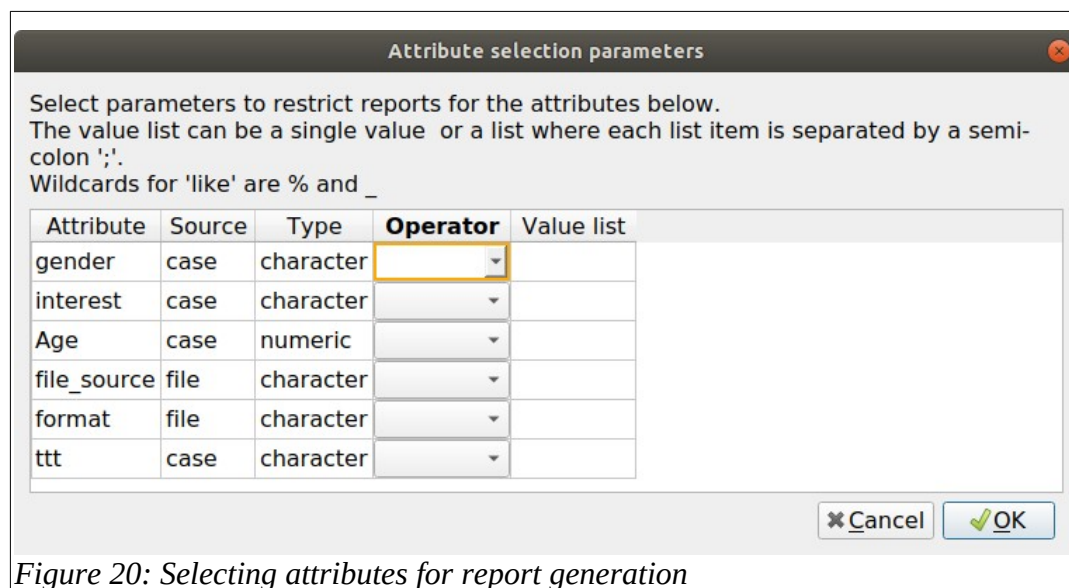 Attribute selection parameters
Select parameters to restrict reports for the attributes below.
The value list can be a single value  or a list where each list item is separated by a semi-
colon ';'.
Wildcards for 'like' are % and _
Attribute Source Type Operator Value list
gender case character
interest case character
Age case numeric
file_source file character
format file character
ttt case character
Cancel OK
Figure 20: Selecting attributes for report generation